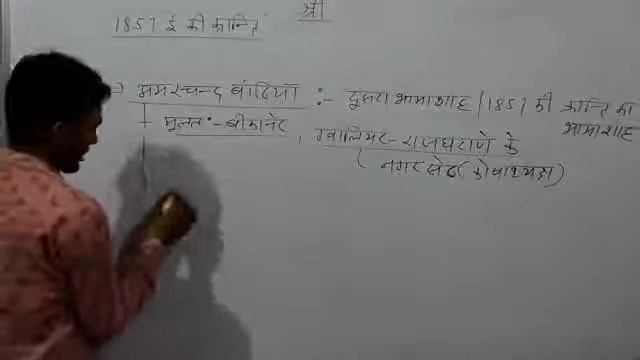 श्री
1857 ई की क्रान्ति
→ अमरचन्द बांठिया :- दुसरा भामाशाह / 1857 की क्रान्ति का भामाशाह
मूलतः - बीकानेर , ग्वालियर - राजघराणे के
( नगर सेठ ( कोषाध्यक्ष )